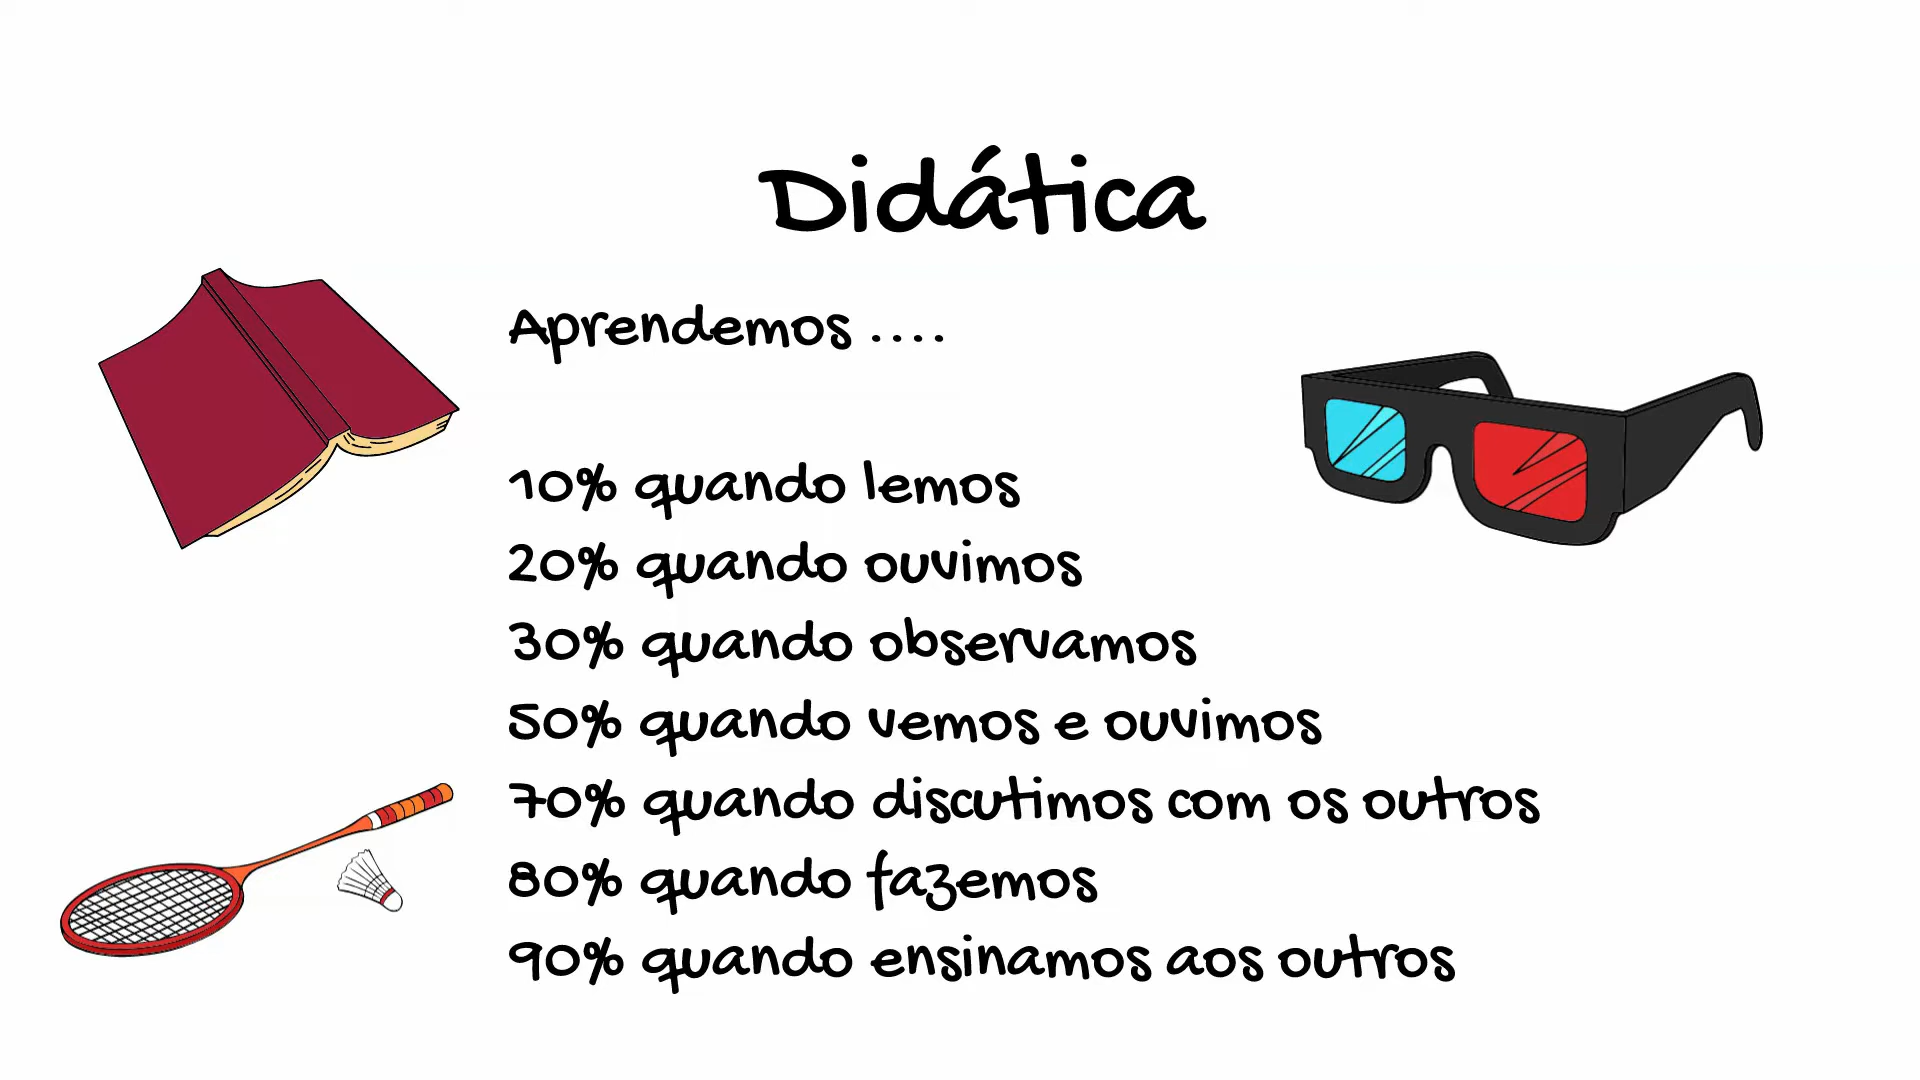 Didática
Aprendemos ....
10% quando lemos
20% quando ouvimos
30% quando observamos
50% quando vemos e ouvimos
70% quando discutimos com os outros
80% quando fazemos
90% quando ensinamos aos outros